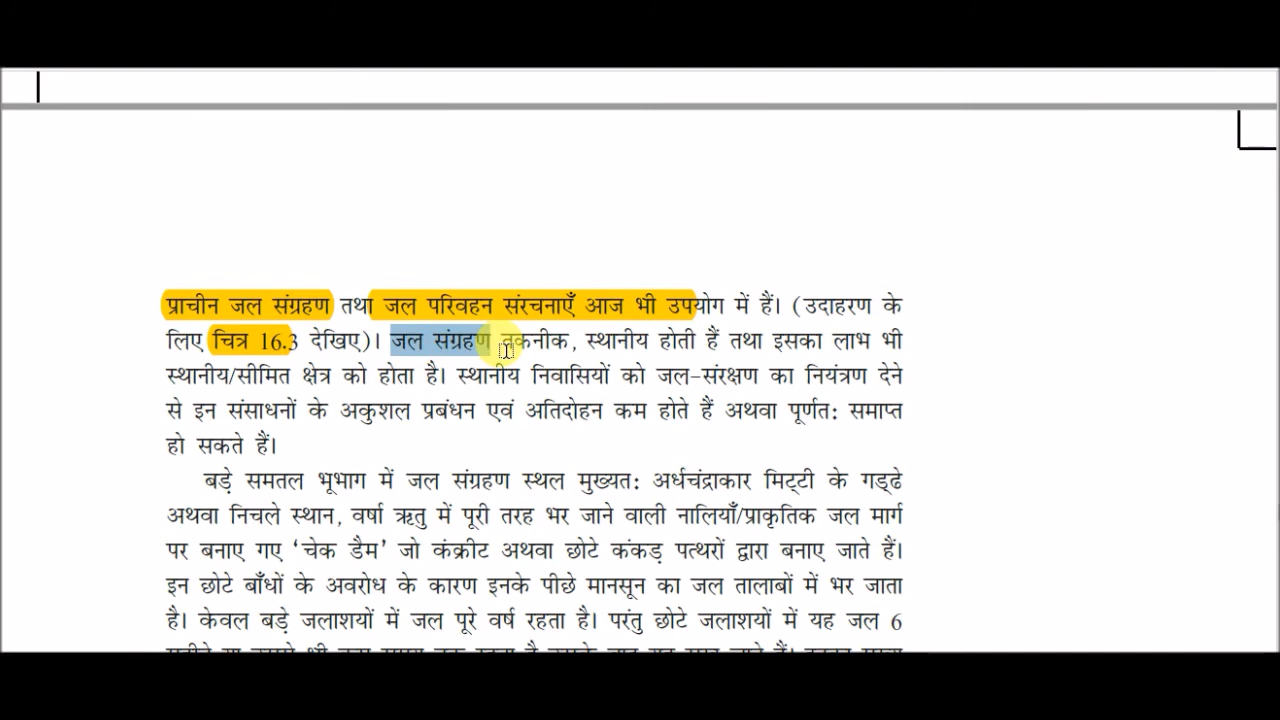 प्राचीन जल संग्रहण तथा जल परिवहन संरचनाएँ आज भी उपयोग में हैं। (उदाहरण के
लिए चित्र 16.3 देखिए)। जल संग्रहण तकनीक, स्थानीय होती हैं तथा इसका लाभ भी
स्थानीय/सीमित क्षेत्र को होता है। स्थानीय निवासियों को जल-संरक्षण का नियंत्रण देने
से इन संसाधनों के अकुशल प्रबंधन एवं अतिदोहन कम होते हैं अथवा पूर्णत: समाप्त
हो सकते हैं।
बड़े समतल भूभाग में जल संग्रहण स्थल मुख्यत: अर्धचंद्राकार मिट्टी के गड्ढे
अथवा निचले स्थान, वर्षा ऋतु में पूरी तरह भर जाने वाली नालियाँ/प्राकृतिक जल मार्ग
पर बनाए गए ‘चेक डैम’ जो कंक्रीट अथवा छोटे कंकड़ पत्थरों द्वारा बनाए जाते हैं।
इन छोटे बाँधों के अवरोध के कारण इनके पीछे मानसून का जल तालाबों में भर जाता
है। केवल बड़े जलाशयों में जल पूरे वर्ष रहता है। परंतु छोटे जलाशयों में यह जल 6